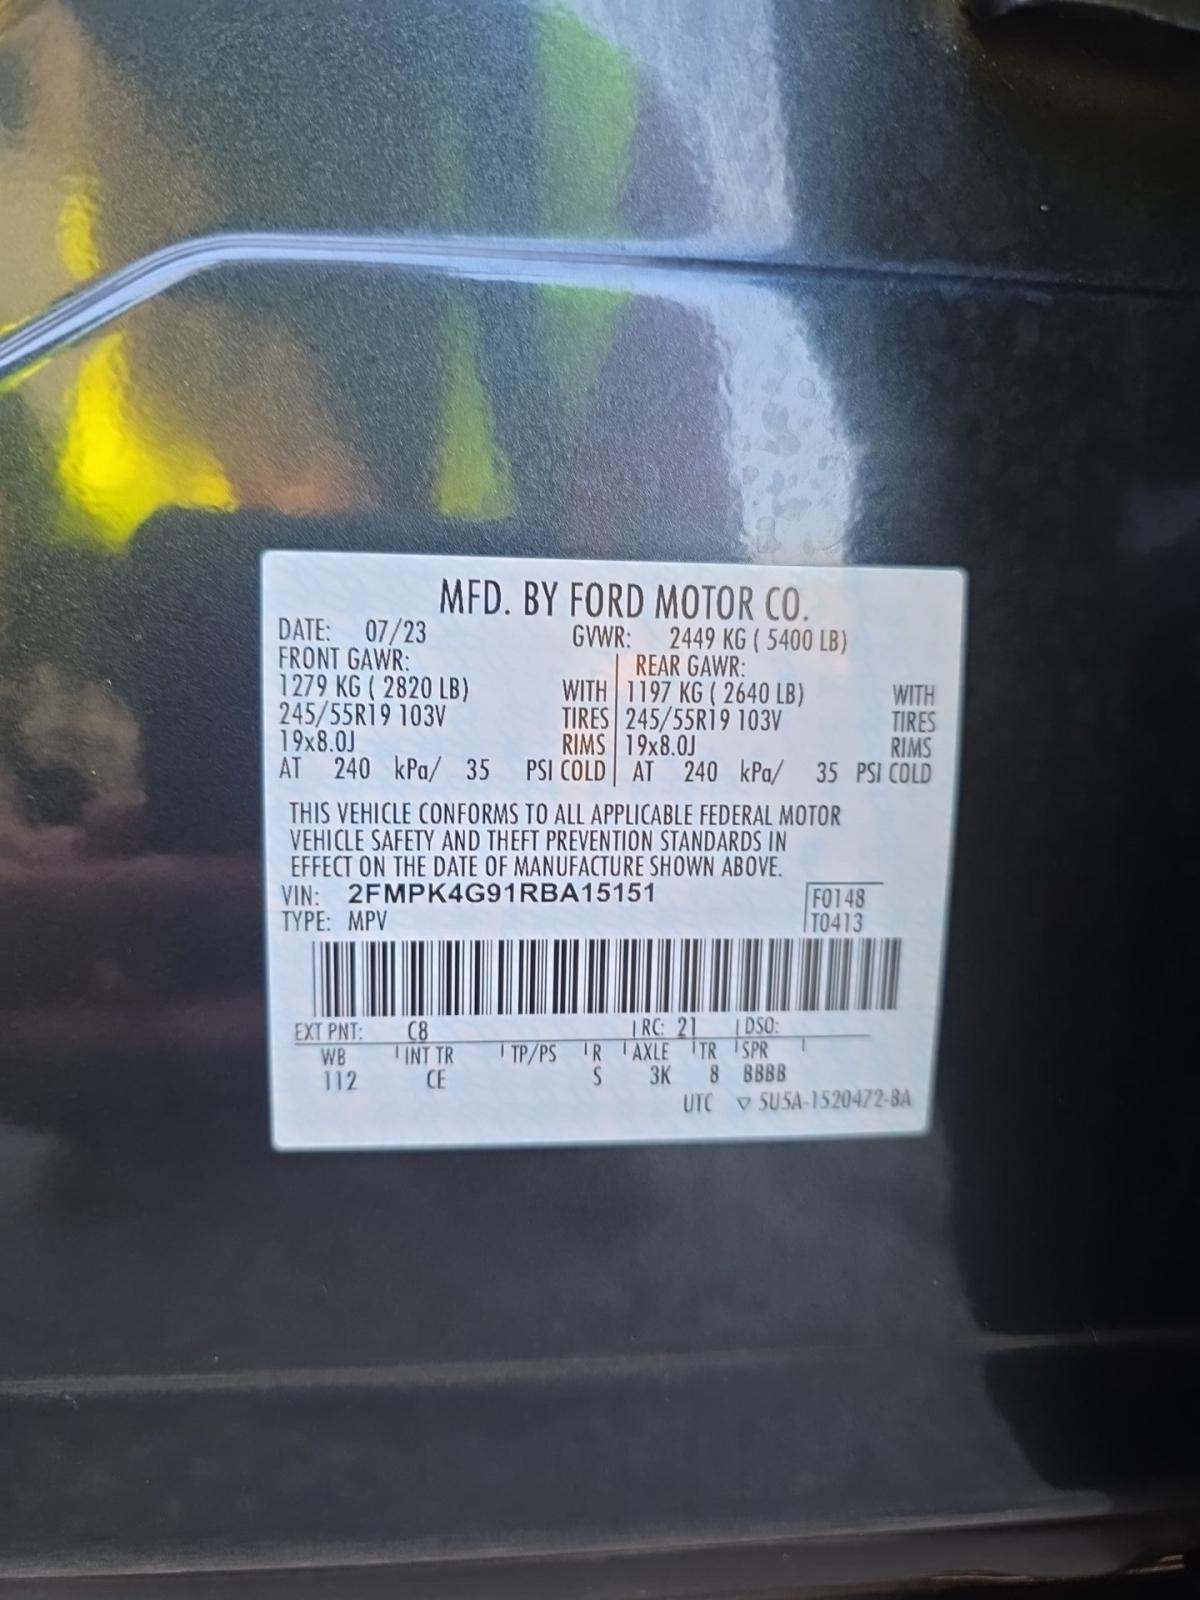 MFD. BY FORD MOTOR CO.
DATE: 07/23 GVWR: 2449 KG ( 5400 LB)
FRONT GAWR: REAR GAWR:
1279 KG ( 2820 LB) WITH 1197 KG ( 2640 LB) WITH
245/55R19 103V TIRES 245/55R19 103V TIRES
19x8.0J RIMS 19x8.0J RIMS
AT 240 kPa/ 35 PSI COLD AT 240 kPa/ 35 PSI COLD
THIS VEHICLE CONFORMS TO ALL APPLICABLE FEDERAL MOTOR
VEHICLE SAFETY AND THEFT PREVENTION STANDARDS IN
EFFECT ON THE DATE OF MANUFACTURE SHOWN ABOVE.
VIN: 2FMPK4G91RBA15151 F0148
TYPE: MPV T0413
EXT PNT: C8 RC: 21 DSO:
WB INT TR TP/PS R AXLE TR SPR
112 CE S 3K 8 BBBB
UTC ▽ 5U5A-1520472-BA